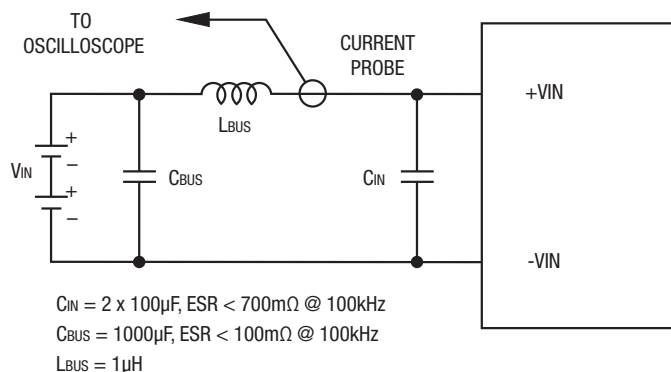 TO
OSCILLOSCOPE
CURRENT
PROBE
LBUS
+VIN
VIN
+
−
+
−
CBUS
CIN
-VIN
CIN = 2 x 100µF, ESR < 700mΩ @ 100kHz
CBUS = 1000µF, ESR < 100mΩ @ 100kHz
LBUS = 1µH